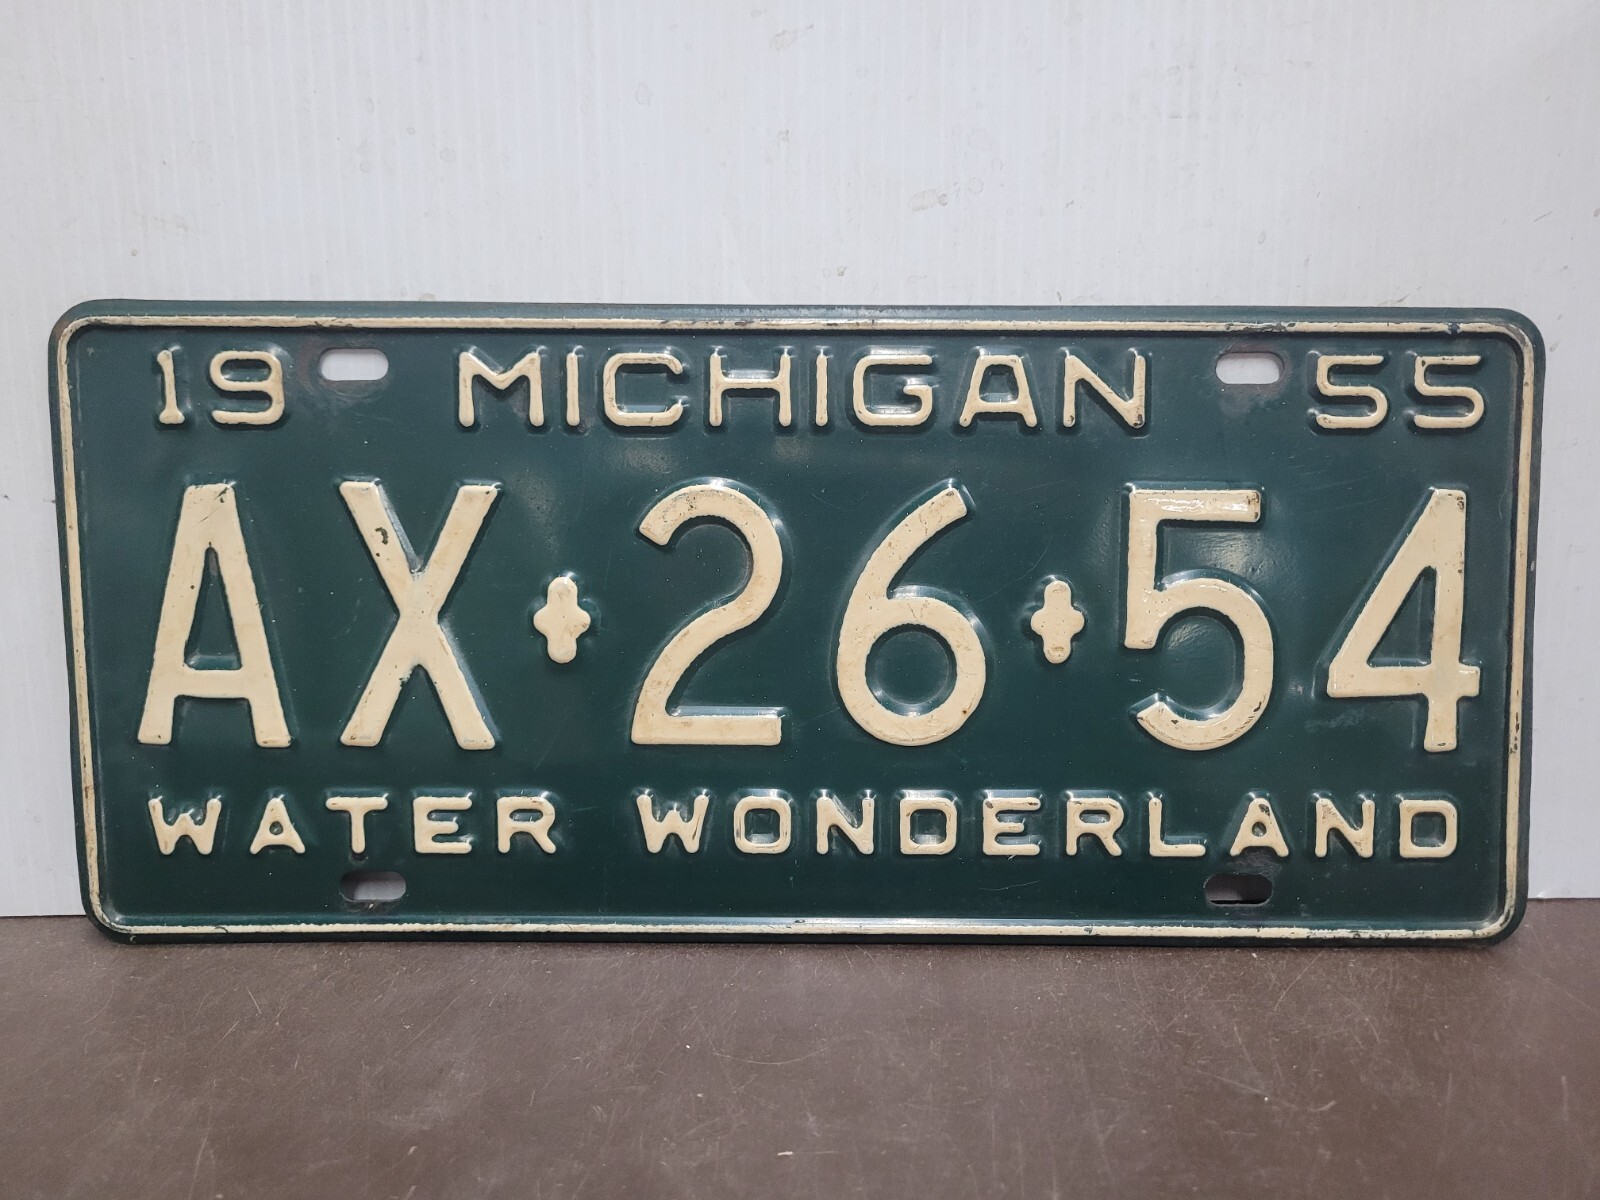 19 MICHIGAN 55
AX 26 54
WATER WONDERLAND